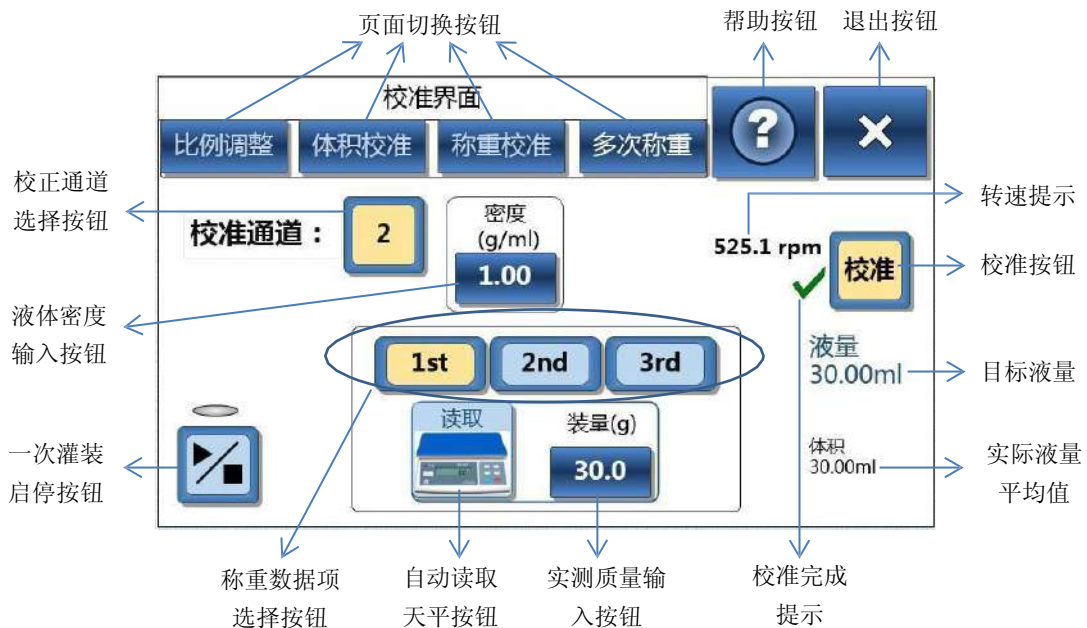 页面切换按钮
帮助按钮
退出按钮
校准界面
比例调整
体积校准
称重校准
多次称重
?
校正通道
选择按钮
校准通道：
2
密度
(g/ml)
1.00
525.1 rpm
校准
转速提示
校准按钮
液体密度
输入按钮
1st
2nd
3rd
液量
30.00ml
目标液量
读取
装量(g)
30.0
体积
30.00ml
实际液量
平均值
一次灌装
启停按钮
称重数据项
选择按钮
自动读取
天平按钮
实测质量输
入按钮
校准完成
提示